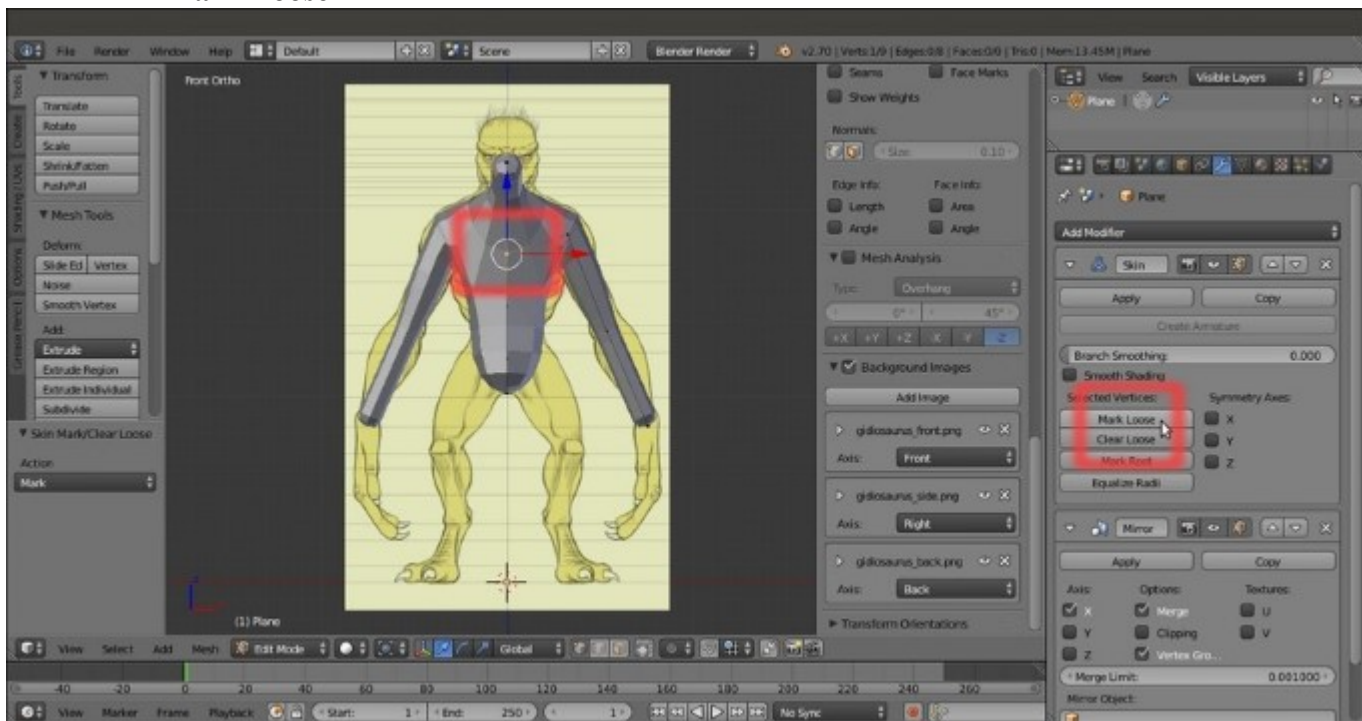 File Render Window Help Default Scene Blender Render v2.70 | Verts:1/9 | Edges:0/8 | Faces:0/0 | Tris:0 | Mem:13.45M | Plane
Tools
Create
Shading / UVs
Options
Grease Pencil
Transform
Translate
Rotate
Scale
Shrink/Fatten
Push/Pull
Mesh Tools
Deform:
Slide Ed Vertex
Noise
Smooth Vertex
Add:
Extrude
Extrude Region
Extrude Individual
Subdivide
Skin Mark/Clear Loose
Action
Mark
Front Ortho
(1) Plane
Seams Face Marks
Show Weights
Normals:
Size: 0.10
Edge Info: Face Info:
Length Area
Angle Angle
Mesh Analysis
Type: Overhang
0° 45°
+X +Y +Z -X -Y -Z
Background Images
Add Image
gidiosaurus_front.png
Axis: Front
gidiosaurus_side.png
Axis: Right
gidiosaurus_back.png
Axis: Back
Transform Orientations
View Search Visible Layers
Plane
Plane
Add Modifier
Skin
Apply Copy
Create Armature
Branch Smoothing: 0.000
Smooth Shading
Selected Vertices: Symmetry Axes:
Mark Loose X
Clear Loose Y
Mark Root Z
Equalize Radii
Mirror
Apply Copy
Axis: Options: Textures:
X Merge U
Y Clipping V
Z Vertex Gro...
Merge Limit: 0.001000
Mirror Object:
View Select Add Mesh Edit Mode Global
-40 -20 0 20 40 60 80 100 120 140 160 180 200 220 240 260
View Marker Frame Playback Start: 1 End: 250 1 No Sync